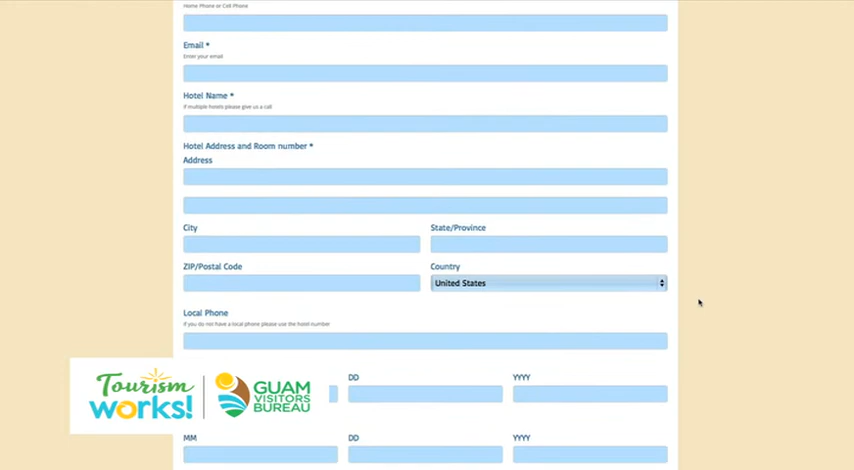 Home Phone or Cell-Phone
Email *
Enter your email
Hotel Name *
If multiple hotels please give us a call
Hotel Address and Room number *
Address
City State/Province
ZIP/Postal Code Country
United States
Local Phone
If you do not have a local phone please use the hotel number
DD YYYY
Tourism works! GUAM VISITORS BUREAU
MM DD YYYY